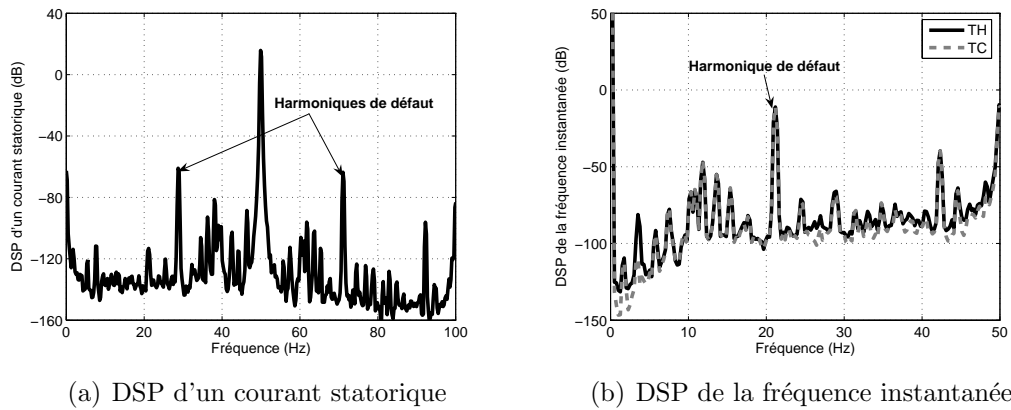 DSP d'un courant statorique (dB)
40
0
−40
−80
−120
−160
0
20
40
60
80
100
Fréquence (Hz)
Harmoniques de défaut
(a) DSP d'un courant statorique
DSP de la fréquence instantanée (dB)
50
0
−50
−100
−150
0
10
20
30
40
50
Fréquence (Hz)
Harmonique de défaut
TH
TC
(b) DSP de la fréquence instantanée